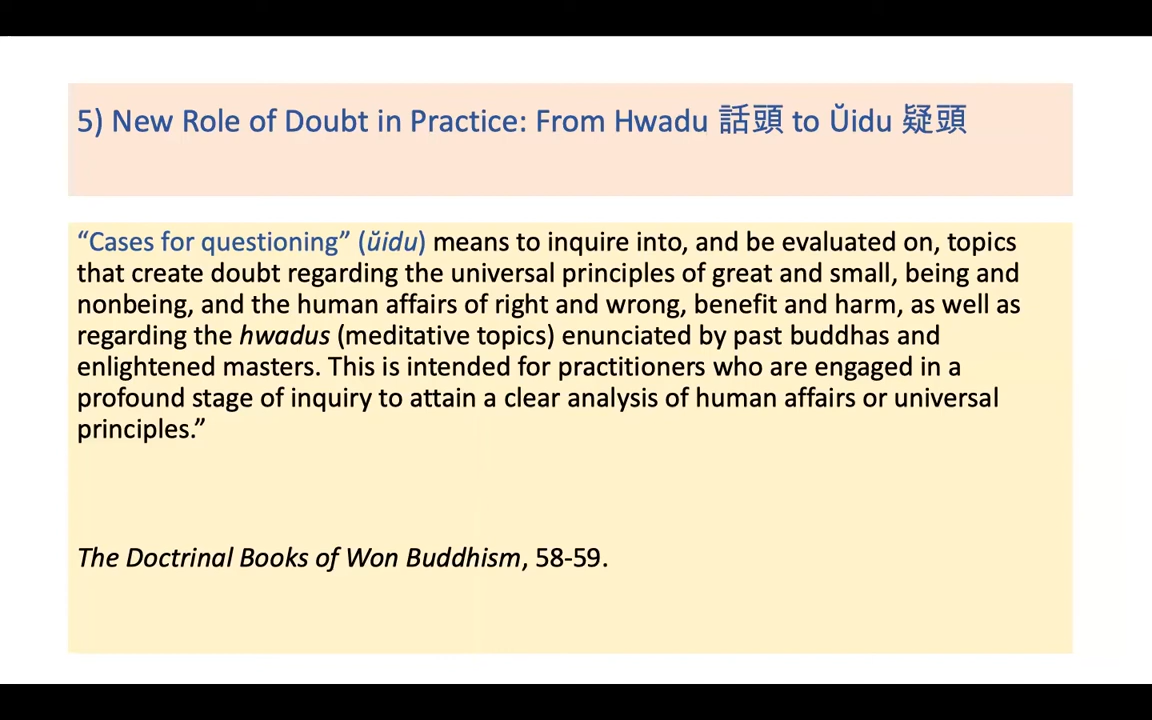 5) New Role of Doubt in Practice: From Hwadu 話頭 to Ŭidu 疑頭
“Cases for questioning” (ŭidu) means to inquire into, and be evaluated on, topics
that create doubt regarding the universal principles of great and small, being and
nonbeing, and the human affairs of right and wrong, benefit and harm, as well as
regarding the hwadus (meditative topics) enunciated by past buddhas and
enlightened masters. This is intended for practitioners who are engaged in a
profound stage of inquiry to attain a clear analysis of human affairs or universal
principles.”
The Doctrinal Books of Won Buddhism, 58-59.